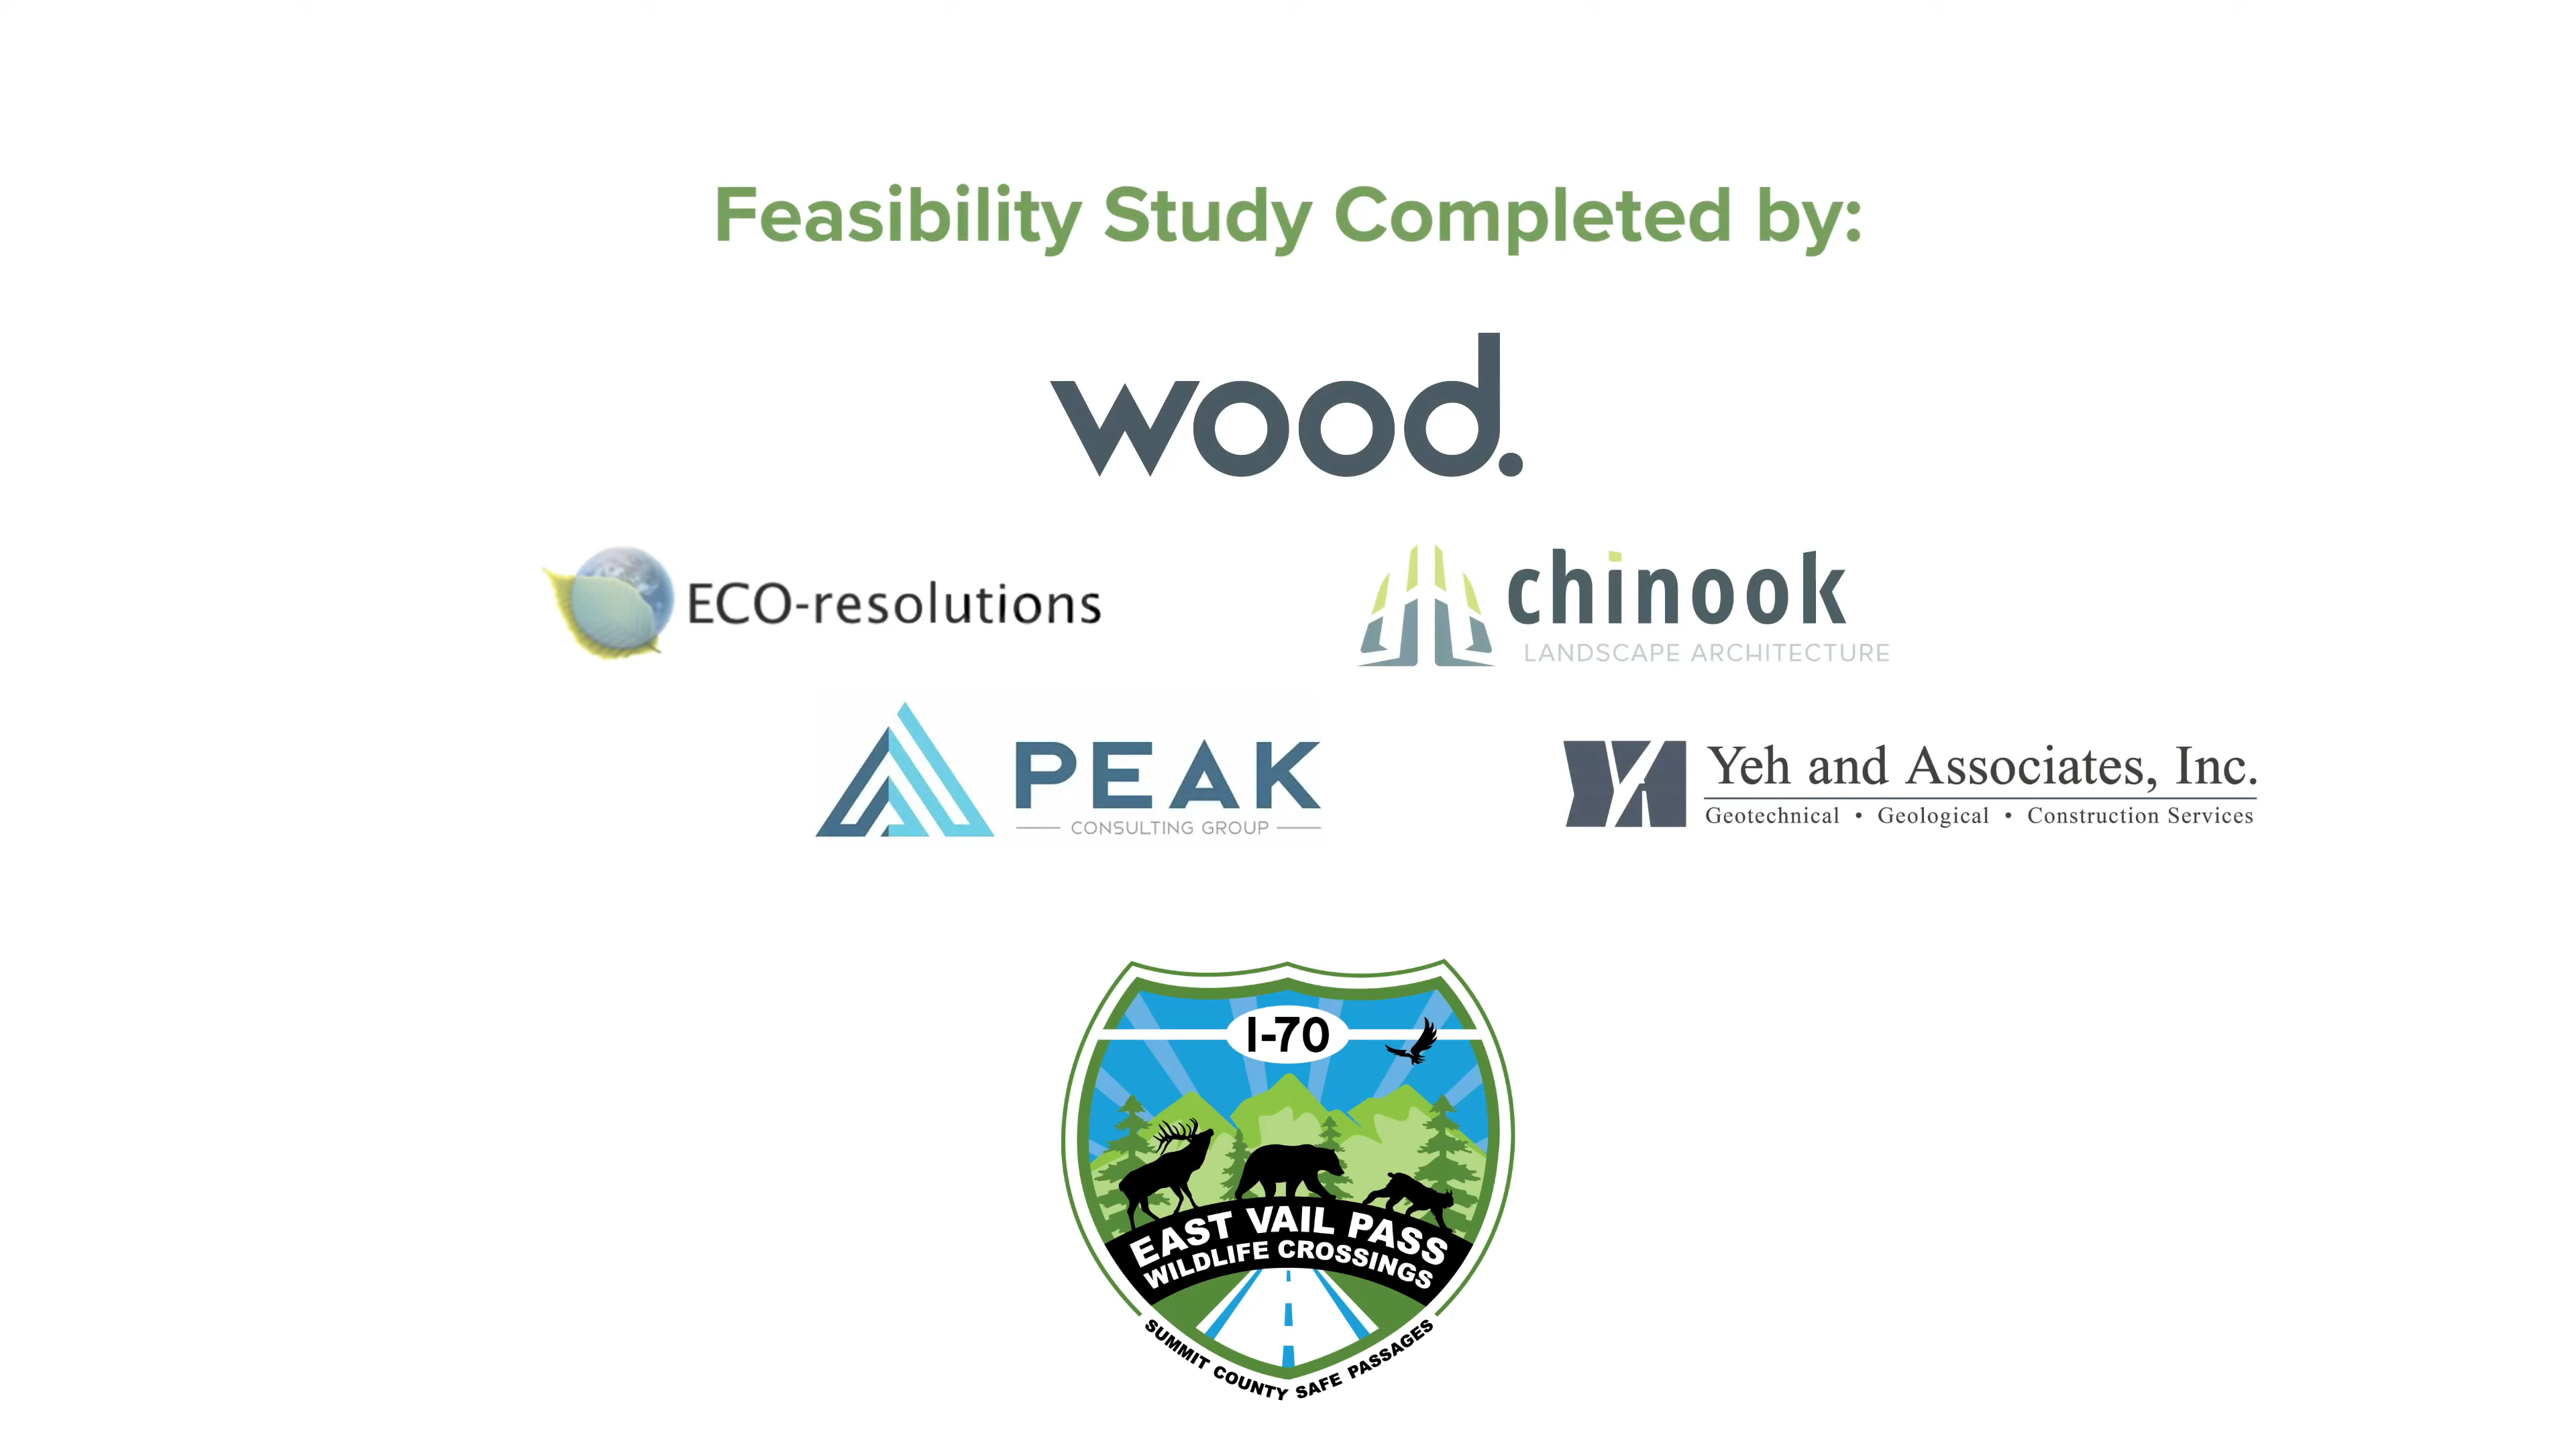 Feasibility Study Completed by:
wood.
ECO-resolutions
chinook
LANDSCAPE ARCHITECTURE
PEAK
CONSULTING GROUP
YA
Yeh and Associates, Inc.
Geotechnical • Geological • Construction Services
I-70
EAST VAIL PASS
WILDLIFE CROSSINGS
SUMMIT COUNTY SAFE PASSAGES